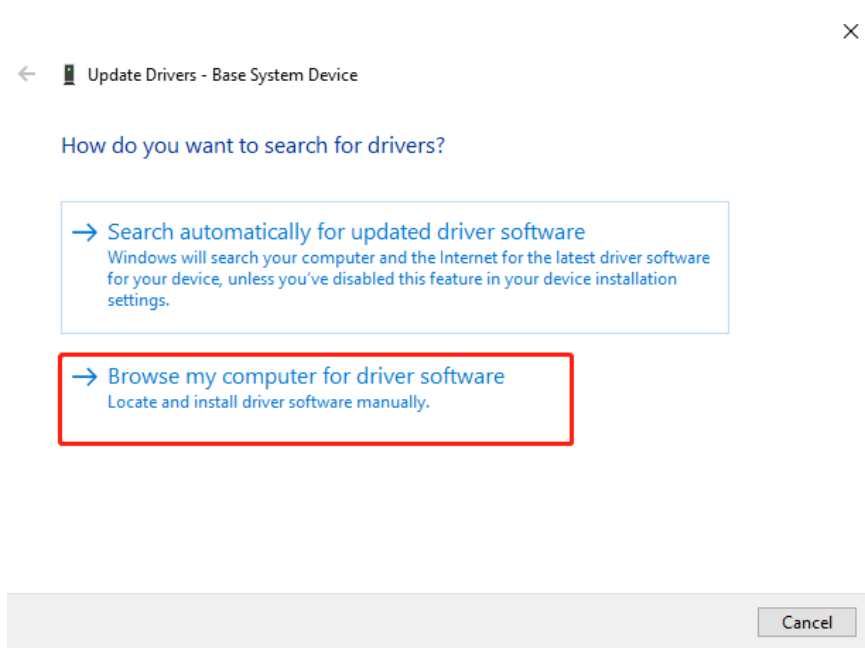 Update Drivers - Base System Device
How do you want to search for drivers?
Search automatically for updated driver software
Windows will search your computer and the Internet for the latest driver software
for your device, unless you've disabled this feature in your device installation
settings.
Browse my computer for driver software
Locate and install driver software manually.
Cancel